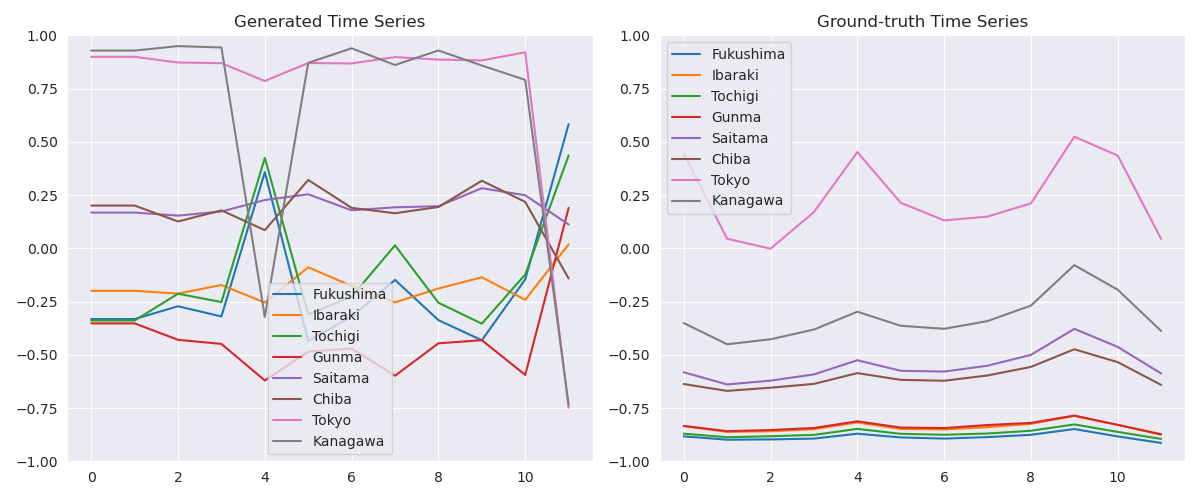 Generated Time Series
1.00
0.75
0.50
0.25
0.00
−0.25
−0.50
−0.75
−1.00
0
2
4
6
8
10
Fukushima
Ibaraki
Tochigi
Gunma
Saitama
Chiba
Tokyo
Kanagawa
Ground-truth Time Series
1.00
0.75
0.50
0.25
0.00
−0.25
−0.50
−0.75
−1.00
0
2
4
6
8
10
Fukushima
Ibaraki
Tochigi
Gunma
Saitama
Chiba
Tokyo
Kanagawa